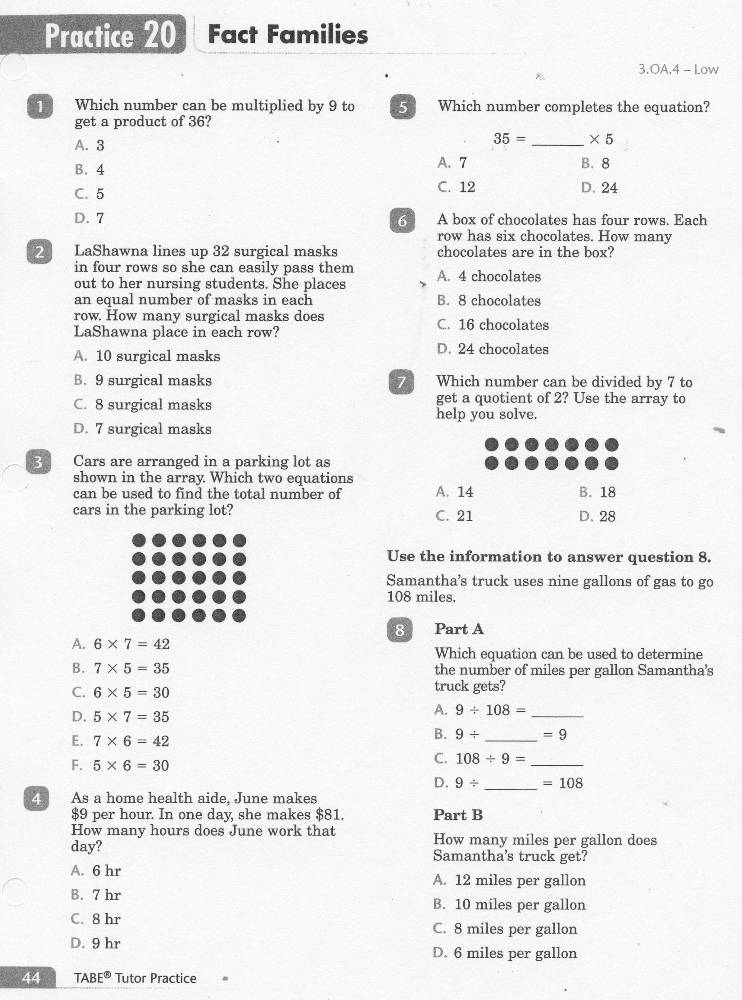 Practice 20
Fact Families
3.OA.4 – Low
1
Which number can be multiplied by 9 to
get a product of 36?
A. 3
B. 4
C. 5
D. 7
2
LaShawna lines up 32 surgical masks
in four rows so she can easily pass them
out to her nursing students. She places
an equal number of masks in each
row. How many surgical masks does
LaShawna place in each row?
A. 10 surgical masks
B. 9 surgical masks
C. 8 surgical masks
D. 7 surgical masks
3
Cars are arranged in a parking lot as
shown in the array. Which two equations
can be used to find the total number of
cars in the parking lot?
A. 6 × 7 = 42
B. 7 × 5 = 35
C. 6 × 5 = 30
D. 5 × 7 = 35
E. 7 × 6 = 42
F. 5 × 6 = 30
4
As a home health aide, June makes
$9 per hour. In one day, she makes $81.
How many hours does June work that
day?
A. 6 hr
B. 7 hr
C. 8 hr
D. 9 hr
5
Which number completes the equation?
35 = ______ × 5
A. 7 B. 8
C. 12 D. 24
6
A box of chocolates has four rows. Each
row has six chocolates. How many
chocolates are in the box?
A. 4 chocolates
B. 8 chocolates
C. 16 chocolates
D. 24 chocolates
7
Which number can be divided by 7 to
get a quotient of 2? Use the array to
help you solve.
A. 14 B. 18
C. 21 D. 28
Use the information to answer question 8.
Samantha's truck uses nine gallons of gas to go
108 miles.
8
Part A
Which equation can be used to determine
the number of miles per gallon Samantha's
truck gets?
A. 9 ÷ 108 = ______
B. 9 ÷ ______ = 9
C. 108 ÷ 9 = ______
D. 9 ÷ ______ = 108
Part B
How many miles per gallon does
Samantha's truck get?
A. 12 miles per gallon
B. 10 miles per gallon
C. 8 miles per gallon
D. 6 miles per gallon
44
TABE® Tutor Practice